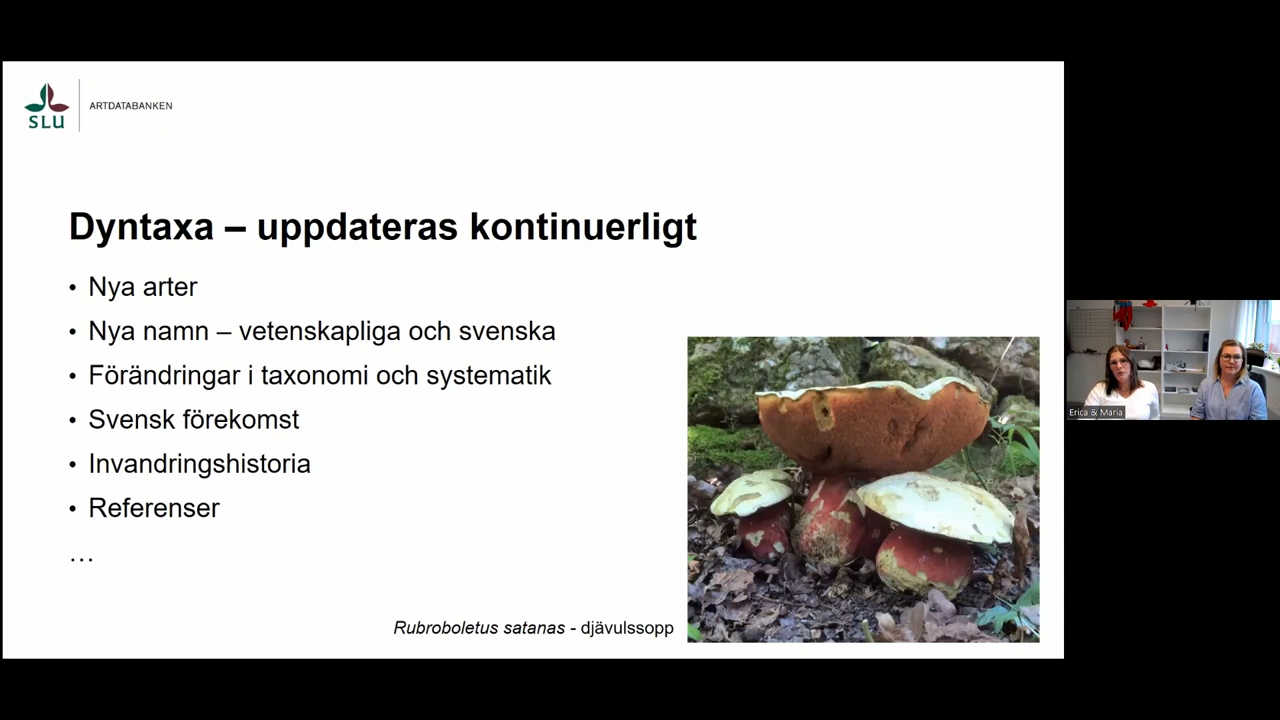 SLU
ARTDATABANKEN
Dyntaxa – uppdateras kontinuerligt
• Nya arter
• Nya namn – vetenskapliga och svenska
• Förändringar i taxonomi och systematik
• Svensk förekomst
• Invandringshistoria
• Referenser
…
Rubroboletus satanas - djävulssopp
Erica & Maria